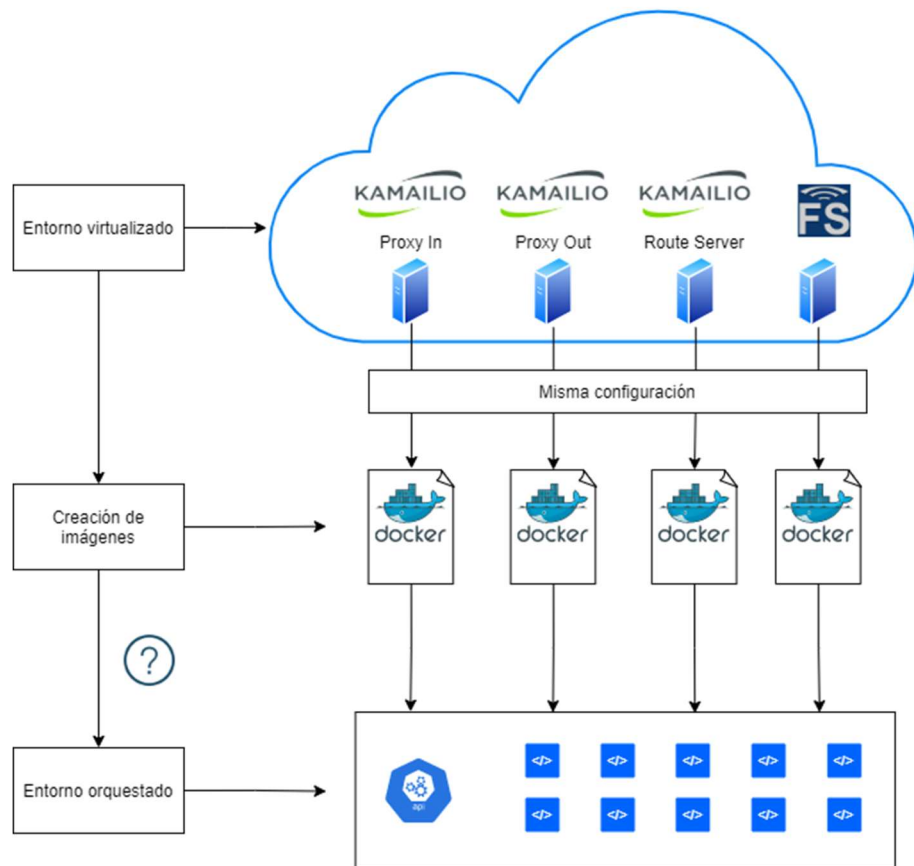 KAMAILIO KAMAILIO KAMAILIO FS
Entorno virtualizado
Proxy In Proxy Out Route Server
Misma configuración
Creación de
imágenes
docker docker docker docker
?
Entorno orquestado
</> </> </> </> </>
api
</> </> </> </> </>